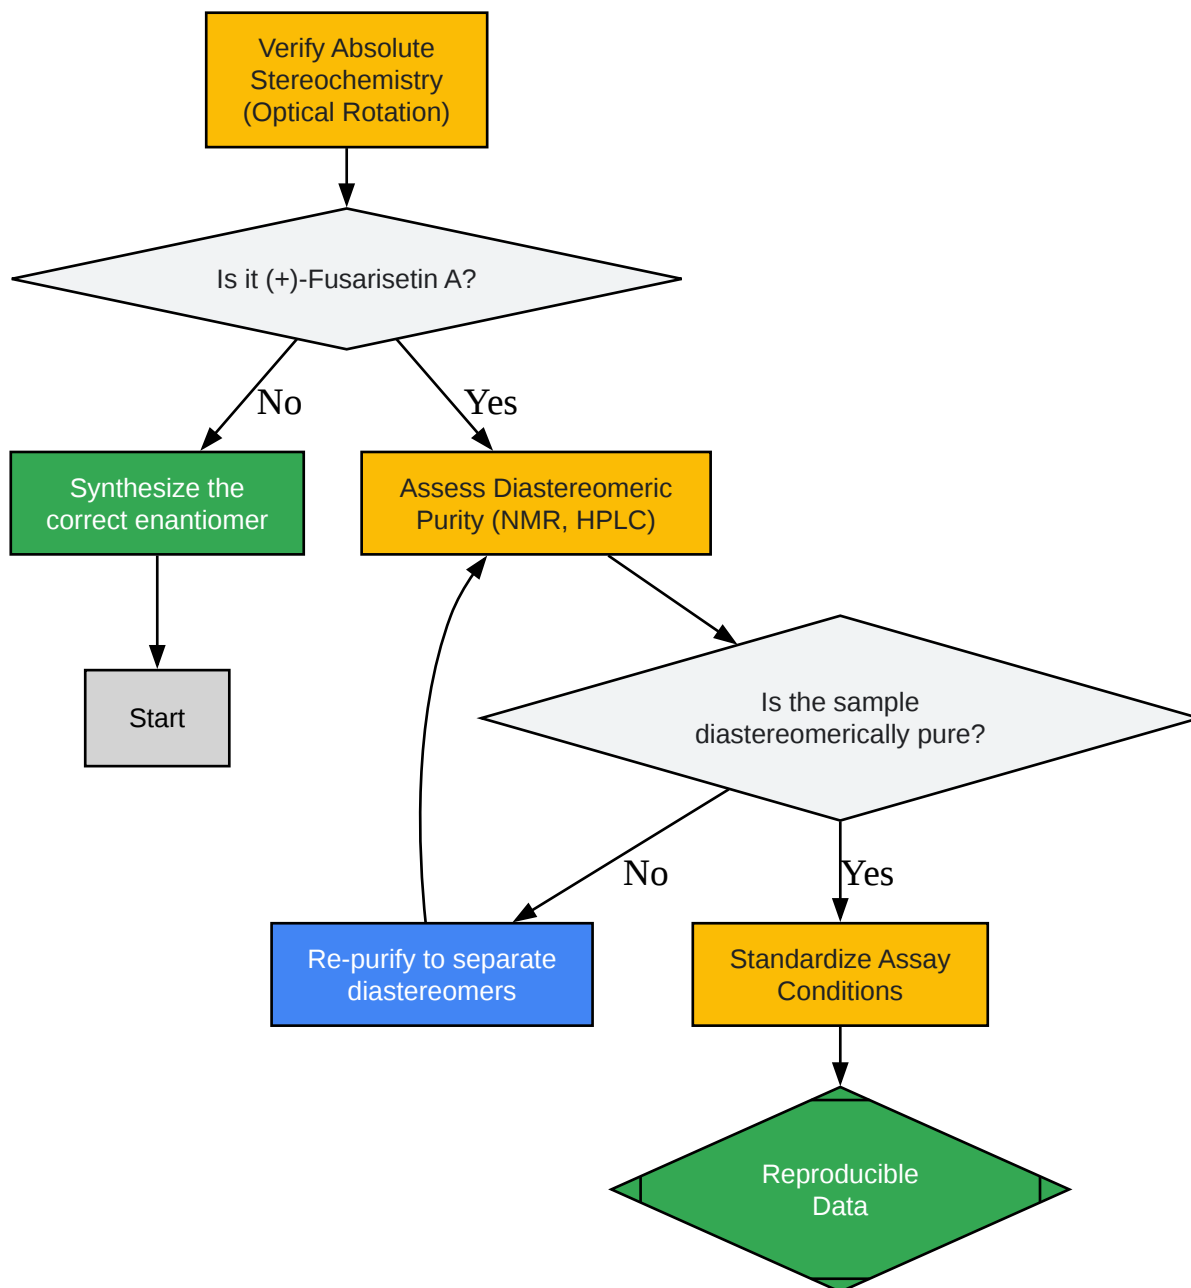 Verify Absolute
Stereochemistry
(Optical Rotation)
Is it (+)-Fusarisetin A?
No
Yes
Synthesize the
correct enantiomer
Assess Diastereomeric
Purity (NMR, HPLC)
Start
Is the sample
diastereomerically pure?
No
Yes
Re-purify to separate
diastereomers
Standardize Assay
Conditions
Reproducible
Data